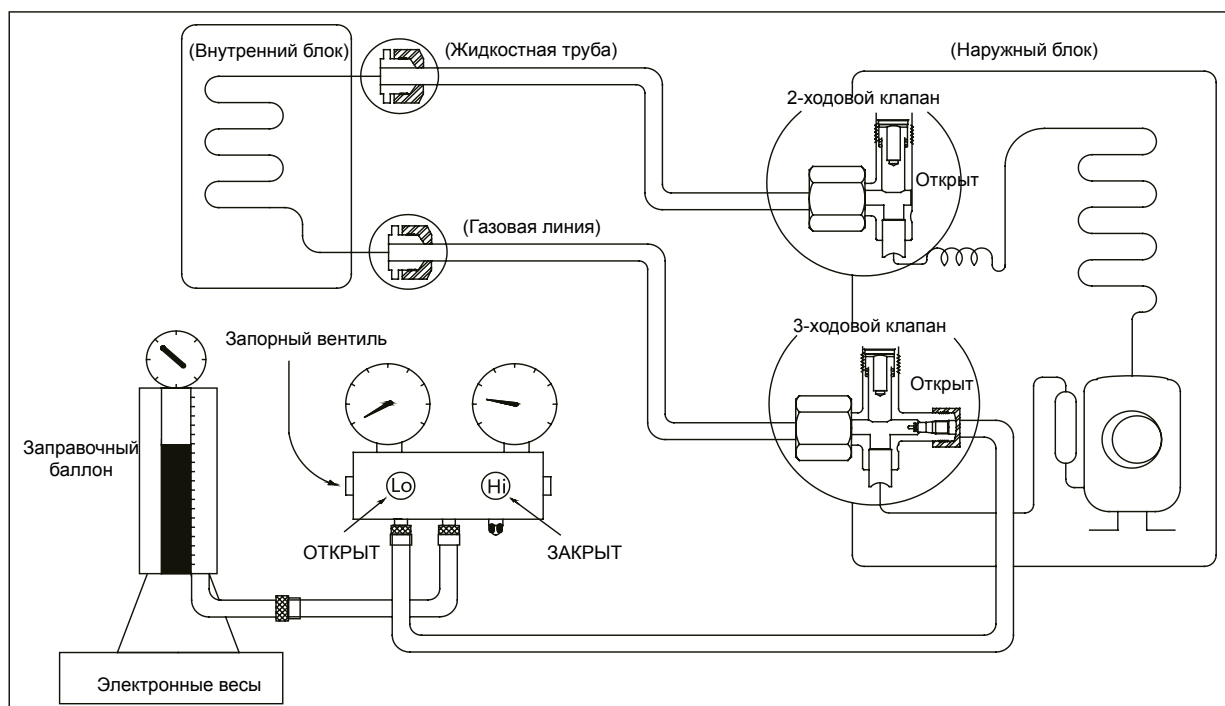 (Внутренний блок)
(Жидкостная труба)
(Наружный блок)
2-ходовой клапан
Открыт
(Газовая линия)
3-ходовой клапан
Запорный вентиль
Открыт
Заправочный
баллон
Lo
Hi
ОТКРЫТ
ЗАКРЫТ
Электронные весы